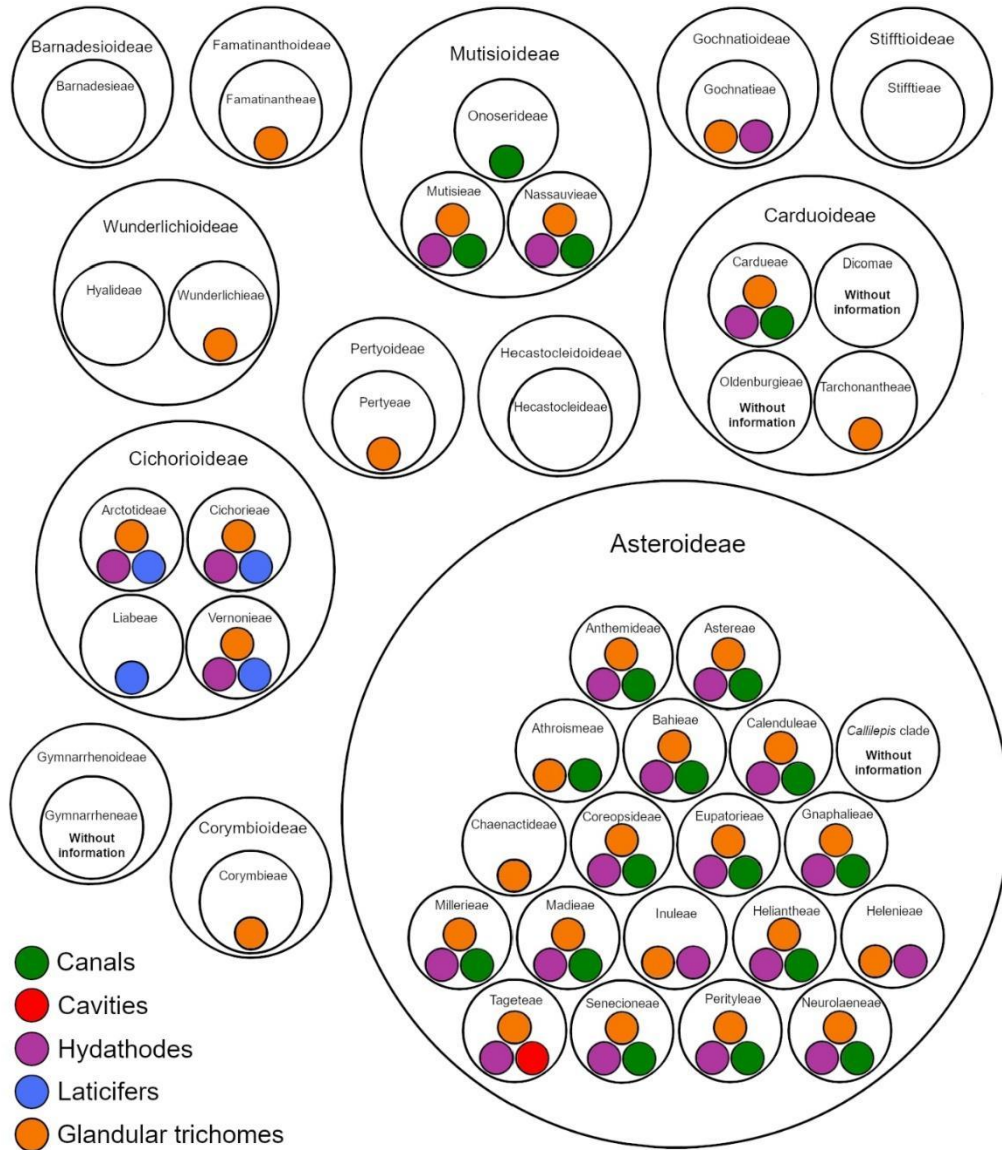 Barnadesioideae
Barnadesieae
Famatinanthoideae
Famatinantheae
Mutisioideae
Onoserideae
Mutisieae
Nassauvieae
Gochnatioideae
Gochnatieae
Stifftioideae
Stifftieae
Wunderlichioideae
Hyalideae
Wunderlichieae
Pertyoideae
Pertyeae
Hecastocleidoideae
Hecastocleideae
Carduoideae
Cardueae
Dicomae
Without
information
Oldenburgieae
Without
information
Tarchonantheae
Cichorioideae
Arctotideae
Cichorieae
Liabeae
Vernonieae
Gymnarrhenoideae
Gymnarrheneae
Without
information
Corymbioideae
Corymbieae
Asteroideae
Anthemideae
Astereae
Athroismeae
Bahieae
Calenduleae
Callilepis clade
Without
information
Chaenactideae
Coreopsideae
Eupatorieae
Gnaphalieae
Millerieae
Madieae
Inuleae
Heliantheae
Helenieae
Tageteae
Senecioneae
Perityleae
Neurolaeneae
Canals
Cavities
Hydathodes
Laticifers
Glandular trichomes